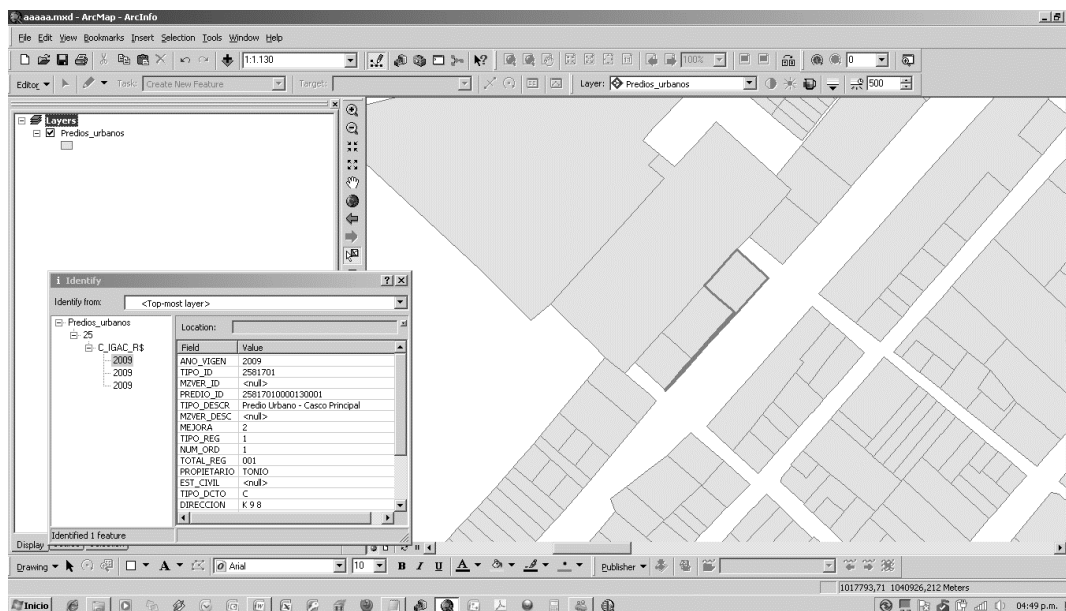 aaaaa.mxd - ArcMap - ArcInfo
File Edit View Bookmarks Insert Selection Tools Window Help
1:1.130
100%
0
Editor Task: Create New Feature Target: Layer: Predios_urbanos 500
Layers
Predios_urbanos
Identify
Identify from: <Top-most layer>
Predios_urbanos
25
C_IGAC_R$
2009
2009
2009
Location:
Field Value
ANO_VIGEN 2009
TIPO_ID 2581701
MZVER_ID <null>
PREDIO_ID 25817010000130001
TIPO_DESCR Predio Urbano - Casco Principal
MZVER_DESC <null>
MEJORA 2
TIPO_REG 1
NUM_ORD 1
TOTAL_REG 001
PROPIETARIO TONIO
EST_CIVIL <null>
TIPO_DCTO C
DIRECCION K 9 8
Identified 1 feature
Display
Drawing A Arial 10 B I U A Publisher
1017793,71 1040926,212 Meters
Inicio 04:49 p.m.